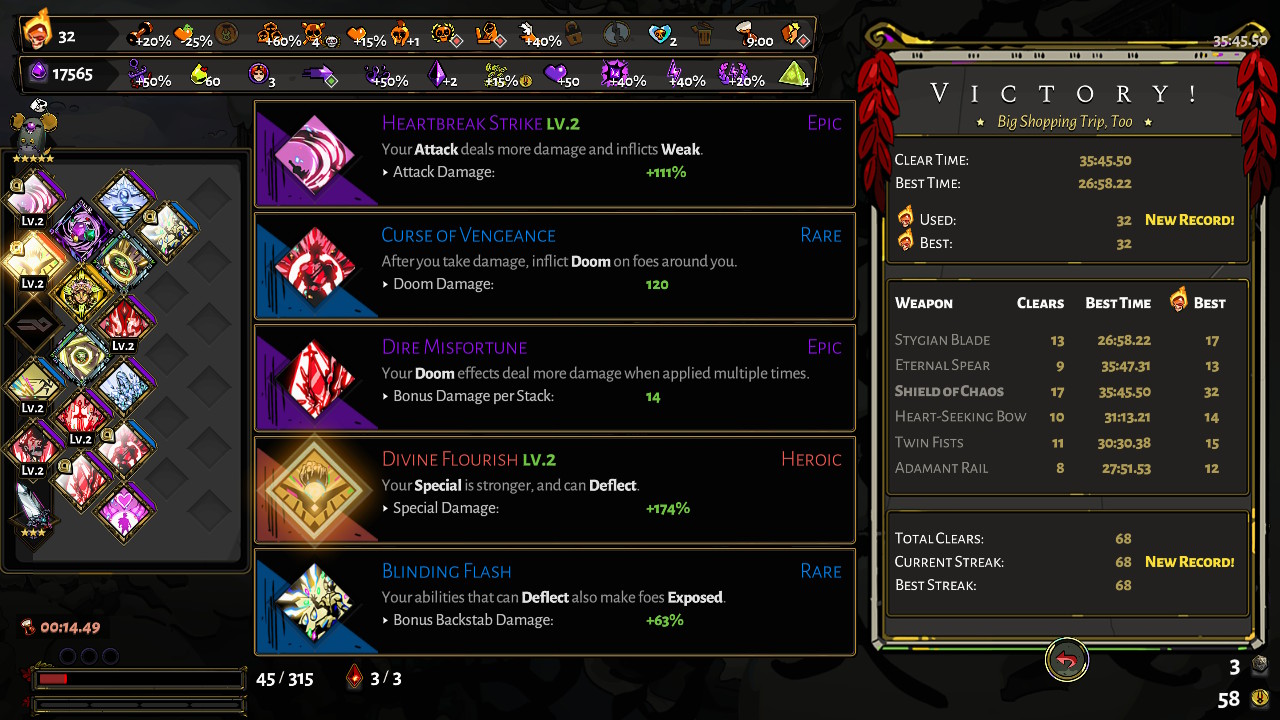 32
+20%
25%
+60%
4
+15%
+1
+40%
2
9:00
17565
+50%
60
3
+50%
+2
+15%
+50
+40%
+40%
+20%
4
Lv.2
Lv.2
Lv.2
Lv.2
Lv.2
Lv.2
00:14.49
HEARTBREAK STRIKE LV.2 EPIC
Your Attack deals more damage and inflicts Weak.
Attack Damage: +111%
CURSE OF VENGEANCE RARE
After you take damage, inflict Doom on foes around you.
Doom Damage: 120
DIRE MISFORTUNE EPIC
Your Doom effects deal more damage when applied multiple times.
Bonus Damage per Stack: 14
DIVINE FLOURISH LV.2 HEROIC
Your Special is stronger, and can Deflect.
Special Damage: +174%
BLINDING FLASH RARE
Your abilities that can Deflect also make foes Exposed.
Bonus Backstab Damage: +63%
45 / 315 3 / 3
35:45.50
VICTORY!
Big Shopping Trip, Too
CLEAR TIME: 35:45.50
BEST TIME: 26:58.22
USED: 32 NEW RECORD!
BEST: 32
WEAPON CLEARS BEST TIME BEST
STYGIAN BLADE 13 26:58.22 17
ETERNAL SPEAR 9 35:47.31 13
SHIELD OF CHAOS 17 35:45.50 32
HEART-SEEKING BOW 10 31:13.21 14
TWIN FISTS 11 30:30.38 15
ADAMANT RAIL 8 27:51.53 12
TOTAL CLEARS: 68
CURRENT STREAK: 68 NEW RECORD!
BEST STREAK: 68
3
58